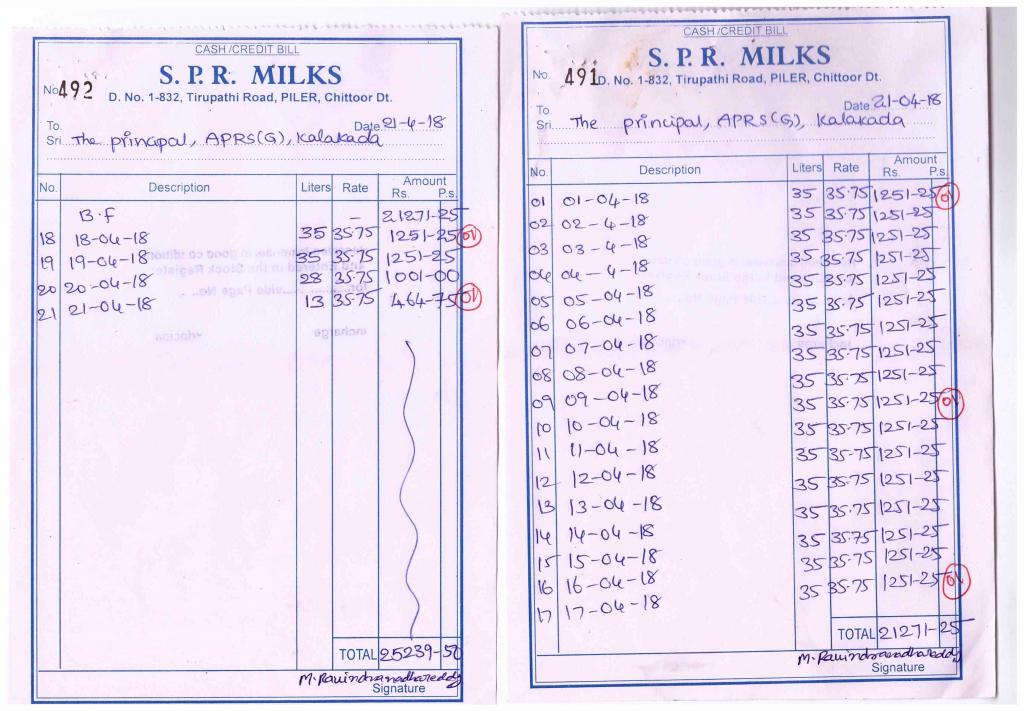 CASH/CREDIT BILL
S. P. R. MILKS
No. 492
D. No. 1-832, Tirupathi Road, PILER, Chittoor Dt.
To. Date 21-4-18
Sri The principal, APRS(G), Kalakada
No. Description Liters Rate Amount
Rs. P.s.
B.f – 21271-25
18 18-04-18 35 35.75 1251-25 01
19 19-04-18 35 35.75 1251-25
20 20-04-18 28 35.75 1001-00
21 21-04-18 13 35.75 464-75 01
TOTAL 25239-50
M. Ravindranadhareddy
Signature
CASH/CREDIT BILL
S. P. R. MILKS
No. 491
D. No. 1-832, Tirupathi Road, PILER, Chittoor Dt.
To. Date 21-04-18
Sri The principal, APRS(G), Kalakada
No. Description Liters Rate Amount
Rs. P.s.
01 01-04-18 35 35.75 1251-25 01
02 02-4-18 35 35.75 1251-25
03 03-4-18 35 35.75 1251-25
04 04-4-18 35 35.75 1251-25
05 05-04-18 35 35.75 1251-25
06 06-04-18 35 35.75 1251-25
07 07-04-18 35 35.75 1251-25
08 08-04-18 35 35.75 1251-25
09 09-04-18 35 35.75 1251-25 01
10 10-04-18 35 35.75 1251-25
11 11-04-18 35 35.75 1251-25
12 12-04-18 35 35.75 1251-25
13 13-04-18 35 35.75 1251-25
14 14-04-18 35 35.75 1251-25
15 15-04-18 35 35.75 1251-25
16 16-04-18 35 35.75 1251-25 01
17 17-04-18 35 35.75 1251-25
TOTAL 21271-25
M. Ravindranadhareddy
Signature